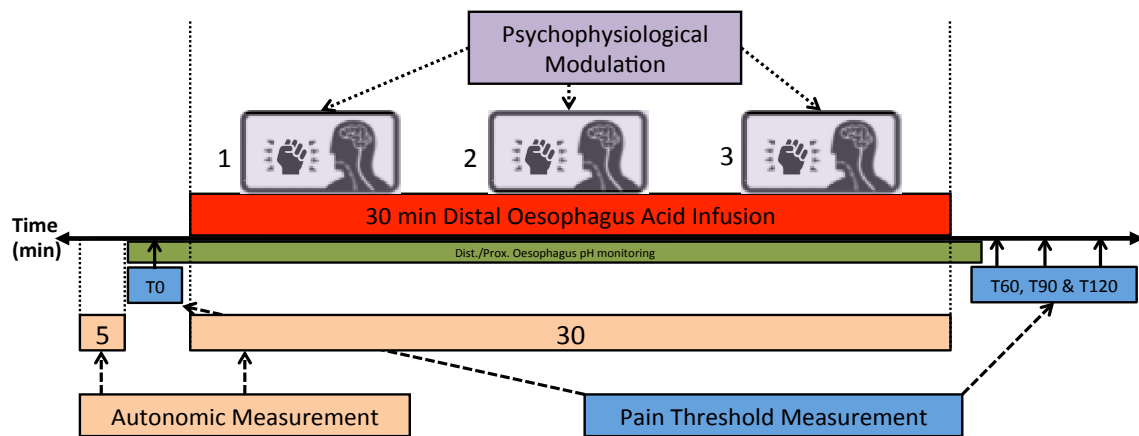 Psychophysiological
Modulation
1
2
3
30 min Distal Oesophagus Acid Infusion
Time
(min)
Dist./Prox. Oesophagus pH monitoring
T0
T60, T90 & T120
5
30
Autonomic Measurement
Pain Threshold Measurement